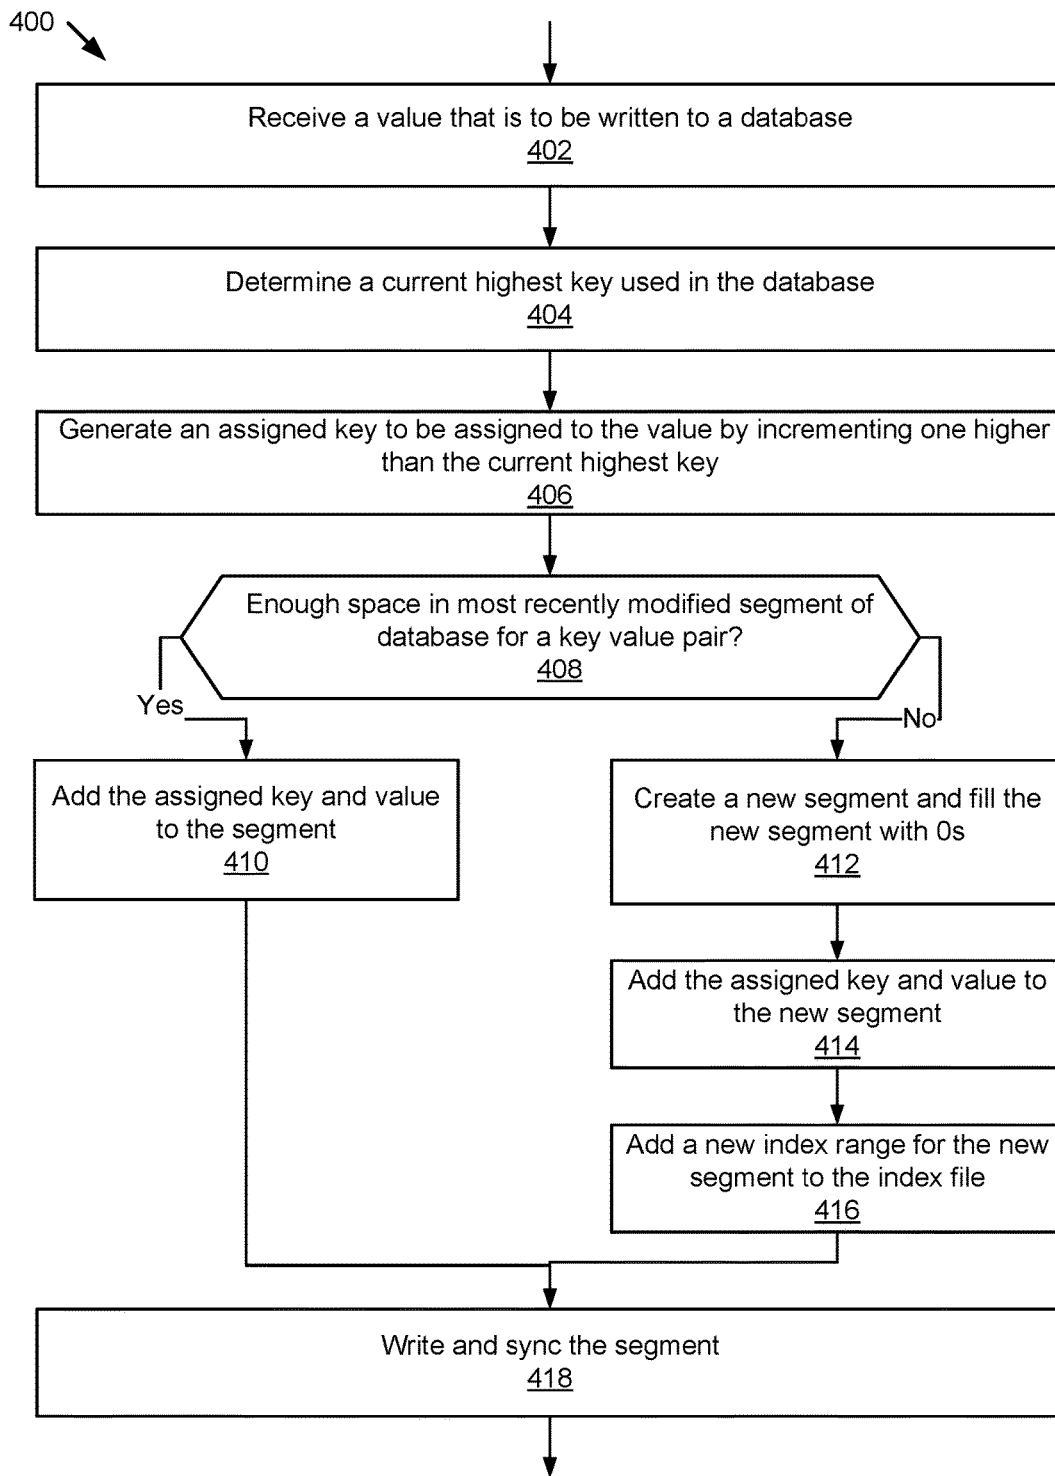 400
Receive a value that is to be written to a database
402
Determine a current highest key used in the database
404
Generate an assigned key to be assigned to the value by incrementing one higher
than the current highest key
406
Enough space in most recently modified segment of
database for a key value pair?
408
Yes
No
Add the assigned key and value
to the segment
410
Create a new segment and fill the
new segment with 0s
412
Add the assigned key and value to
the new segment
414
Add a new index range for the new
segment to the index file
416
Write and sync the segment
418